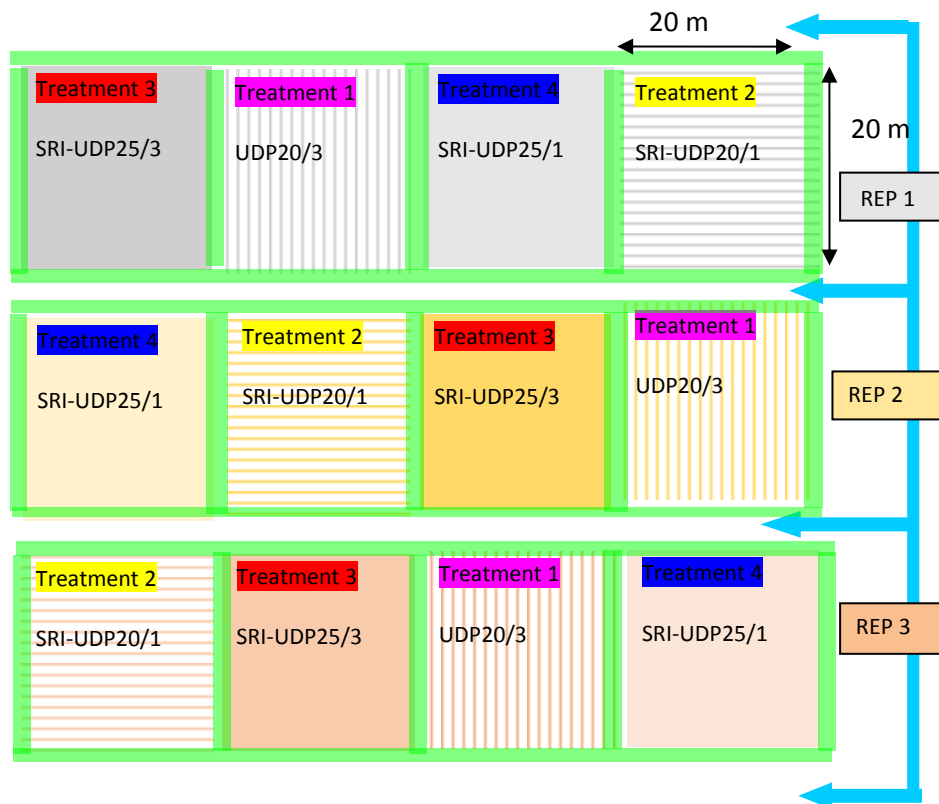 20 m
Treatment 3
Treatment 1
Treatment 4
Treatment 2
SRI-UDP25/3
UDP20/3
SRI-UDP25/1
SRI-UDP20/1
20 m
REP 1
Treatment 4
Treatment 2
Treatment 3
Treatment 1
SRI-UDP25/1
SRI-UDP20/1
SRI-UDP25/3
UDP20/3
REP 2
Treatment 2
Treatment 3
Treatment 1
Treatment 4
SRI-UDP20/1
SRI-UDP25/3
UDP20/3
SRI-UDP25/1
REP 3